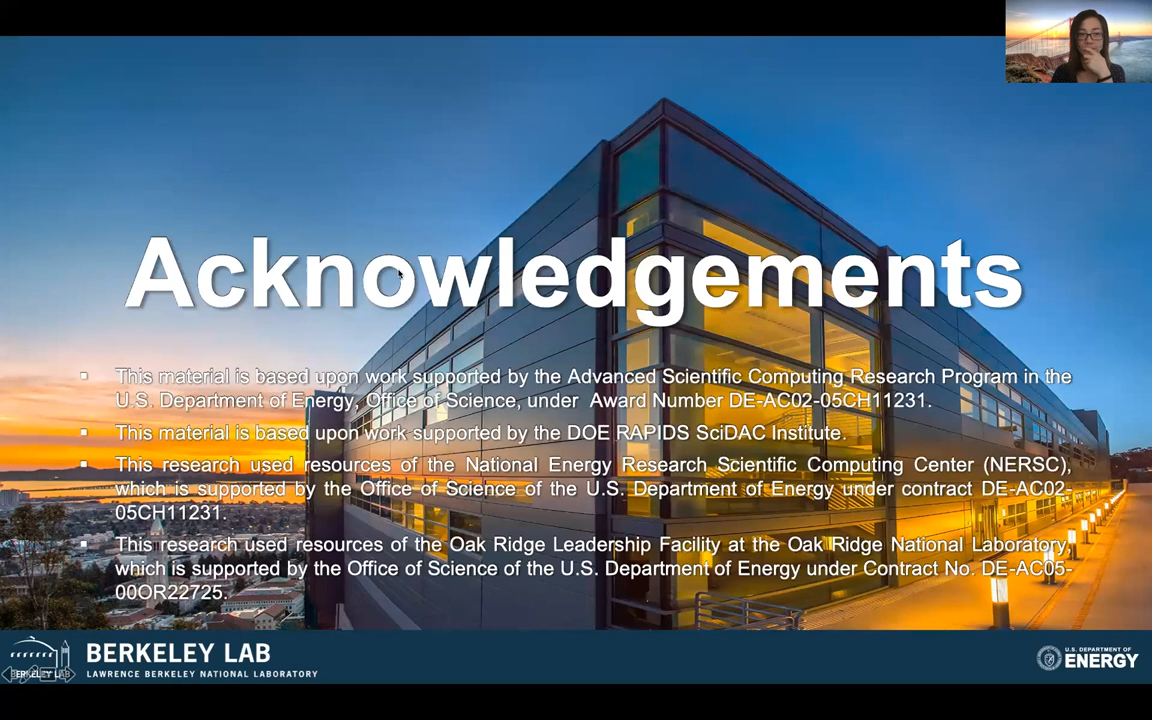 Acknowledgements
▪ This material is based upon work supported by the Advanced Scientific Computing Research Program in the
U.S. Department of Energy, Office of Science, under Award Number DE-AC02-05CH11231.
▪ This material is based upon work supported by the DOE RAPIDS SciDAC Institute.
▪ This research used resources of the National Energy Research Scientific Computing Center (NERSC),
which is supported by the Office of Science of the U.S. Department of Energy under contract DE-AC02-
05CH11231.
▪ This research used resources of the Oak Ridge Leadership Facility at the Oak Ridge National Laboratory,
which is supported by the Office of Science of the U.S. Department of Energy under Contract No. DE-AC05-
00OR22725.
BERKELEY LAB
BERKELEY LAB
LAWRENCE BERKELEY NATIONAL LABORATORY
U.S. DEPARTMENT OF
ENERGY